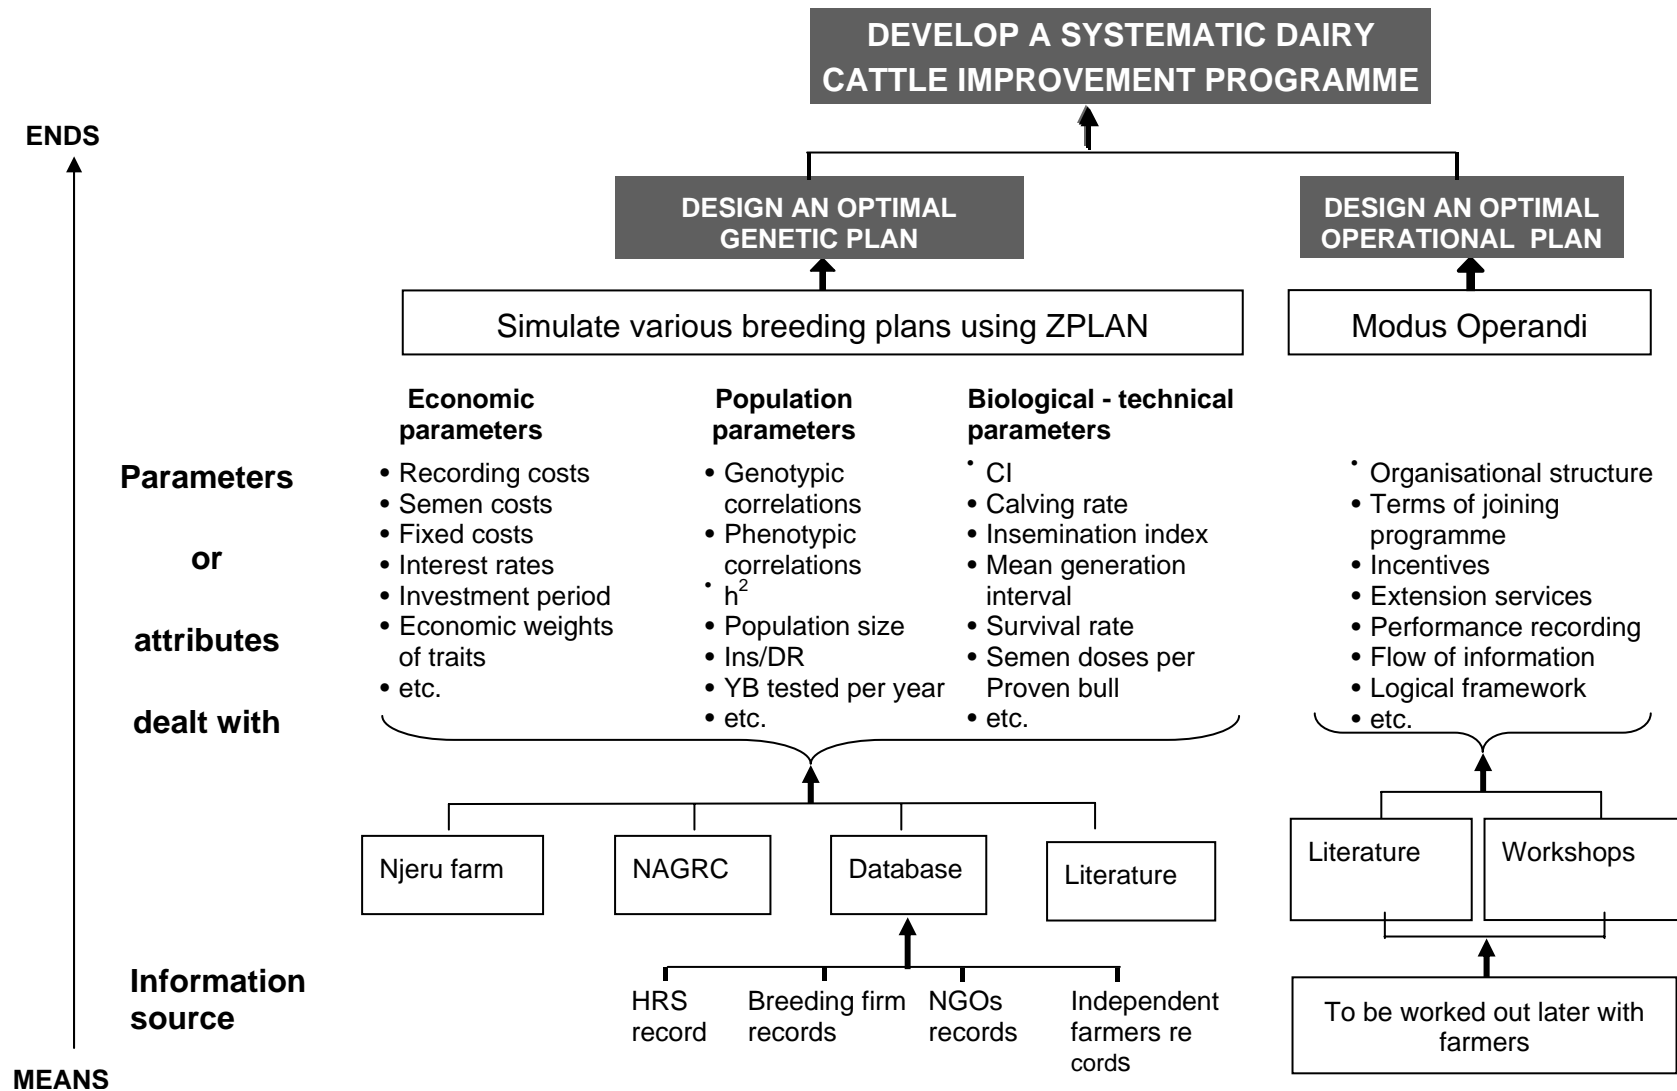 DEVELOP A SYSTEMATIC DAIRY
CATTLE IMPROVEMENT PROGRAMME
ENDS
DESIGN AN OPTIMAL
GENETIC PLAN
DESIGN AN OPTIMAL
OPERATIONAL PLAN
Simulate various breeding plans using ZPLAN
Modus Operandi
Parameters
or
attributes
dealt with
Economic
parameters
• Recording costs
• Semen costs
• Fixed costs
• Interest rates
• Investment period
• Economic weights
of traits
• etc.
Population
parameters
• Genotypic
correlations
• Phenotypic
correlations
• h²
• Population size
• Ins/DR
• YB tested per year
• etc.
Biological - technical
parameters
• CI
• Calving rate
• Insemination index
• Mean generation
interval
• Survival rate
• Semen doses per
Proven bull
• etc.
• Organisational structure
• Terms of joining
programme
• Incentives
• Extension services
• Performance recording
• Flow of information
• Logical framework
• etc.
Njeru farm
NAGRC
Database
Literature
Literature
Workshops
Information
source
HRS
record
Breeding firm
records
NGOs
records
Independent
farmers re
cords
To be worked out later with
farmers
MEANS